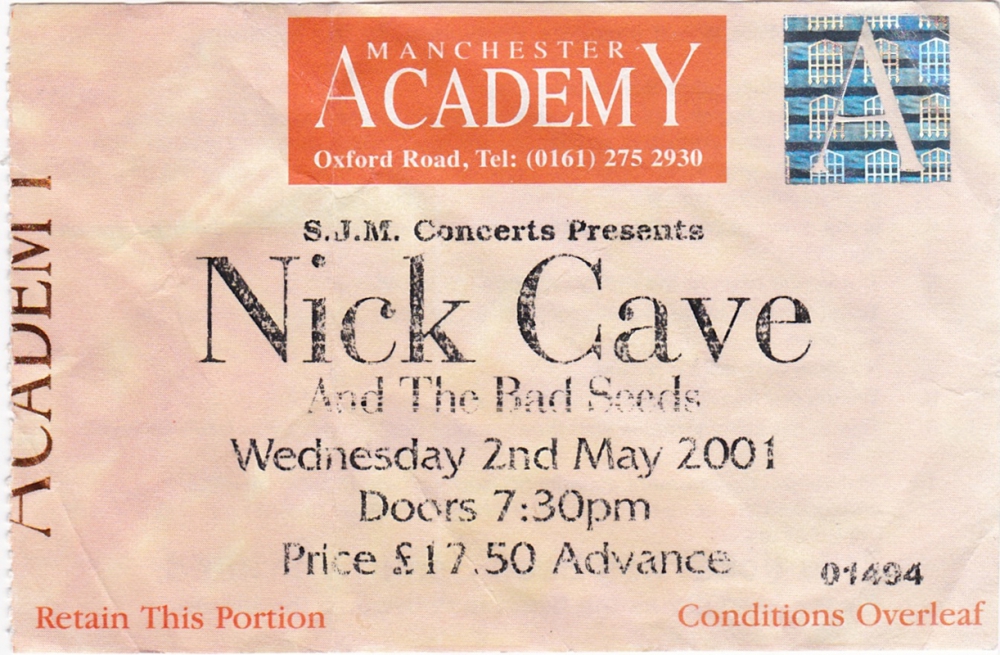 MANCHESTER
ACADEMY
Oxford Road, Tel: (0161) 275 2930
A
ACADEMY
S.J.M. Concerts Presents
Nick Cave
And The Bad Seeds
Wednesday 2nd May 2001
Doors 7:30pm
Price £17.50 Advance
01494
Retain This Portion
Conditions Overleaf